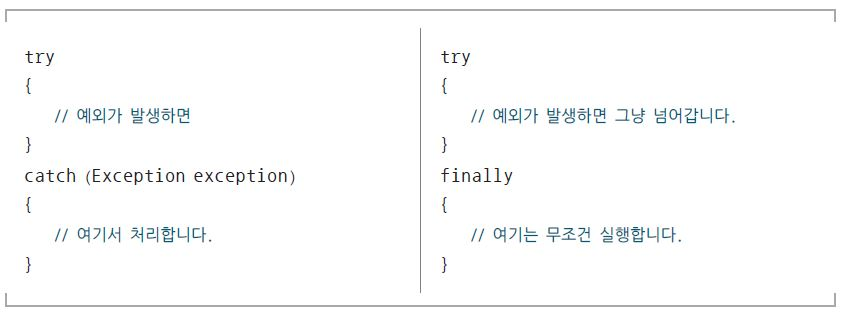 try
{
// 예외가 발생하면
}
catch (Exception exception)
{
// 여기서 처리합니다.
}
try
{
// 예외가 발생하면 그냥 넘어갑니다.
}
finally
{
// 여기는 무조건 실행합니다.
}